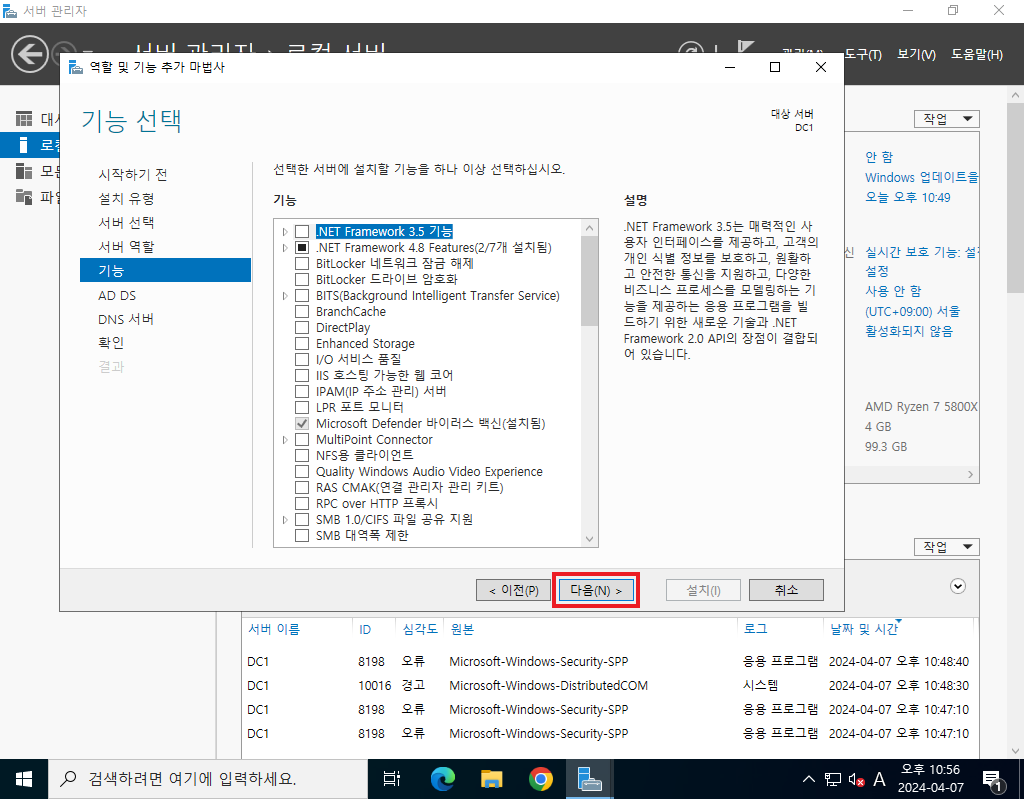 서버 관리자
도구(T) 보기(V) 도움말(H)
역할 및 기능 추가 마법사
기능 선택
대상 서버
DC1
시작하기 전
설치 유형
서버 선택
서버 역할
기능
AD DS
DNS 서버
확인
결과
선택한 서버에 설치할 기능을 하나 이상 선택하십시오.
기능
.NET Framework 3.5 기능
.NET Framework 4.8 Features(2/7개 설치됨)
BitLocker 네트워크 잠금 해제
BitLocker 드라이브 암호화
BITS(Background Intelligent Transfer Service)
BranchCache
DirectPlay
Enhanced Storage
I/O 서비스 품질
IIS 호스팅 가능한 웹 코어
IPAM(IP 주소 관리) 서버
LPR 포트 모니터
Microsoft Defender 바이러스 백신(설치됨)
MultiPoint Connector
NFS용 클라이언트
Quality Windows Audio Video Experience
RAS CMAK(연결 관리자 관리 키트)
RPC over HTTP 프록시
SMB 1.0/CIFS 파일 공유 지원
SMB 대역폭 제한
설명
.NET Framework 3.5는 매력적인 사
용자 인터페이스를 제공하고, 고객의
개인 식별 정보를 보호하고, 원활하
고 안전한 통신을 지원하고, 다양한
비즈니스 프로세스를 모델링하는 기
능을 제공하는 응용 프로그램을 빌
드하기 위한 새로운 기술과 .NET
Framework 2.0 API의 장점이 결합되
어 있습니다.
< 이전(P) 다음(N) > 설치(I) 취소
작업
안 함
Windows 업데이트를
오늘 오후 10:49
실시간 보호 기능: 설정
설정
사용 안 함
(UTC+09:00) 서울
활성화되지 않음
AMD Ryzen 7 5800X
4 GB
99.3 GB
작업
서버 이름 ID 심각도 원본 로그 날짜 및 시간
DC1 8198 오류 Microsoft-Windows-Security-SPP 응용 프로그램 2024-04-07 오후 10:48:40
DC1 10016 경고 Microsoft-Windows-DistributedCOM 시스템 2024-04-07 오후 10:48:30
DC1 8198 오류 Microsoft-Windows-Security-SPP 응용 프로그램 2024-04-07 오후 10:47:10
DC1 8198 오류 Microsoft-Windows-Security-SPP 응용 프로그램 2024-04-07 오후 10:47:10
검색하려면 여기에 입력하세요.
A
오후 10:56
2024-04-07
1